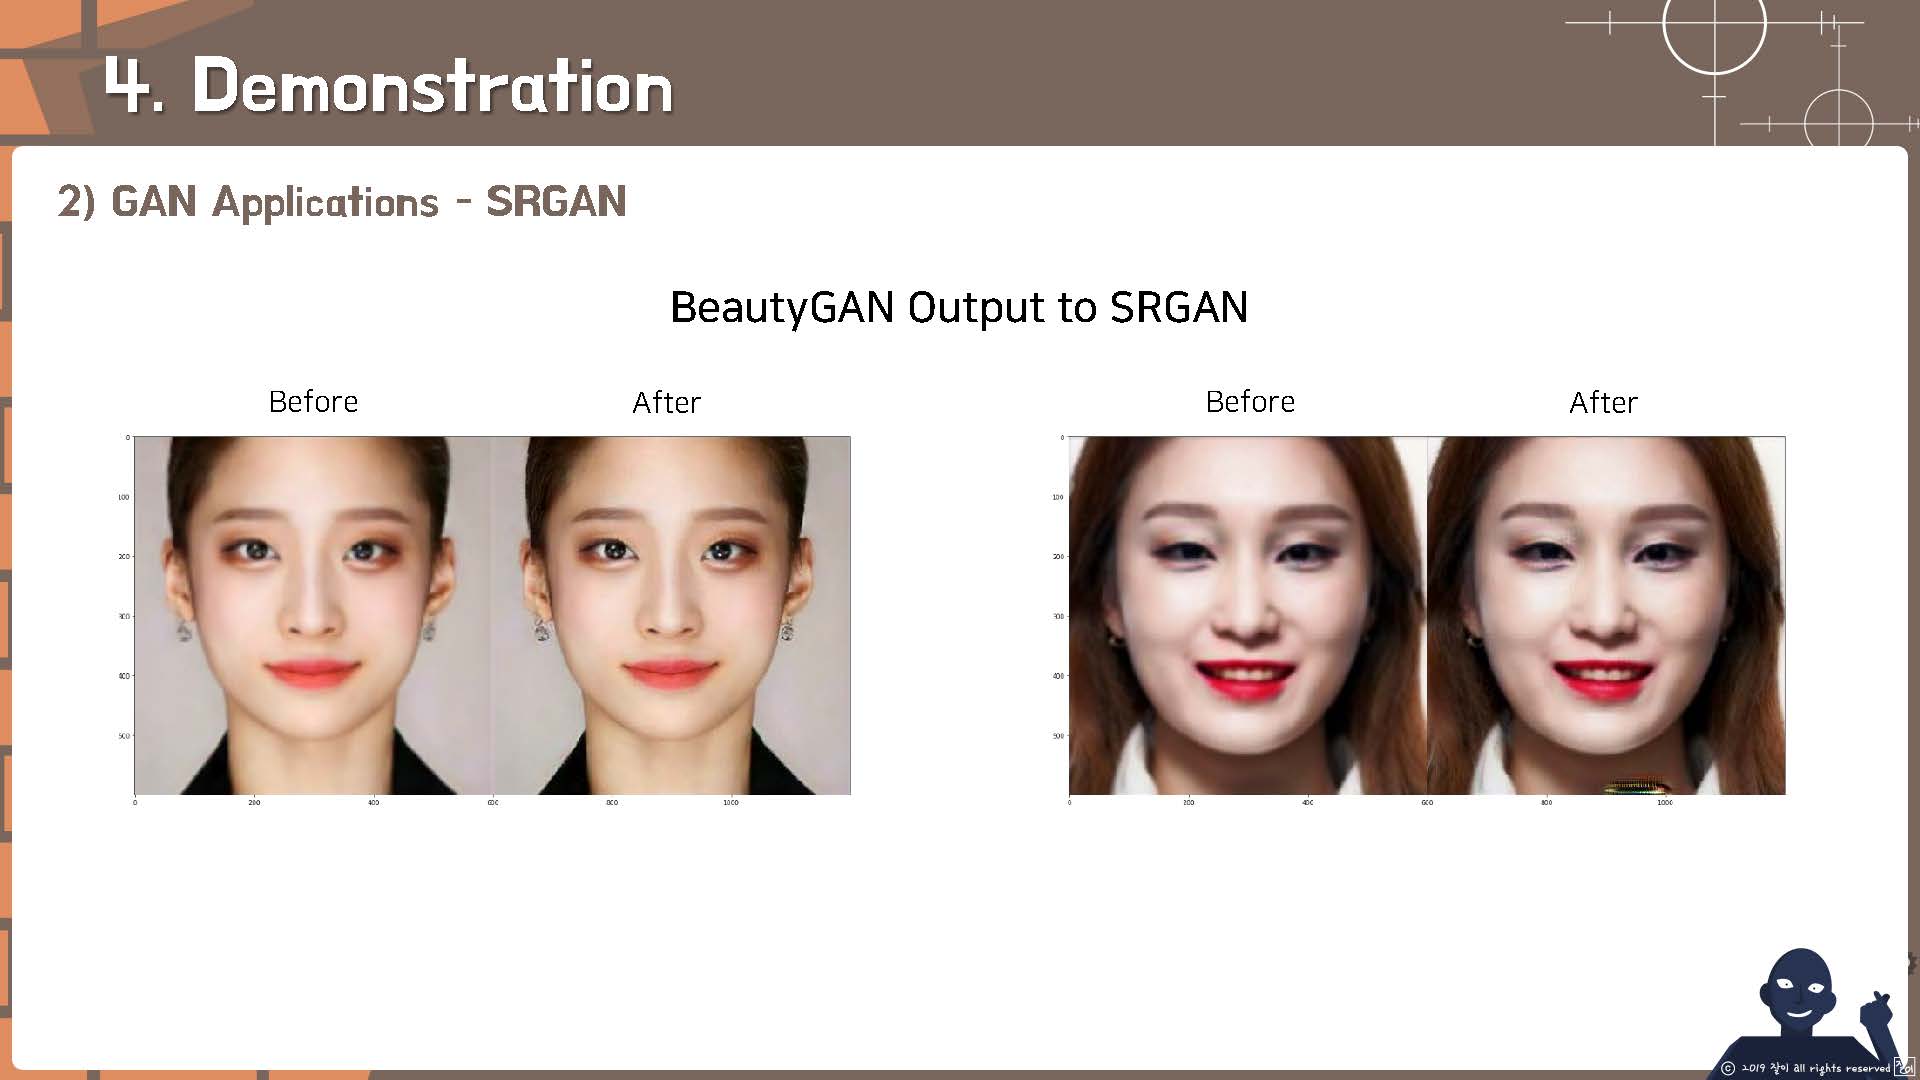 4. Demonstration
2) GAN Applications - SRGAN
BeautyGAN Output to SRGAN
Before After Before After
0
100
200
300
400
500
0 200 400 600 800 1000
0
100
200
300
400
500
0 200 400 600 800 1000
© 2019 잘이 all rights reserved